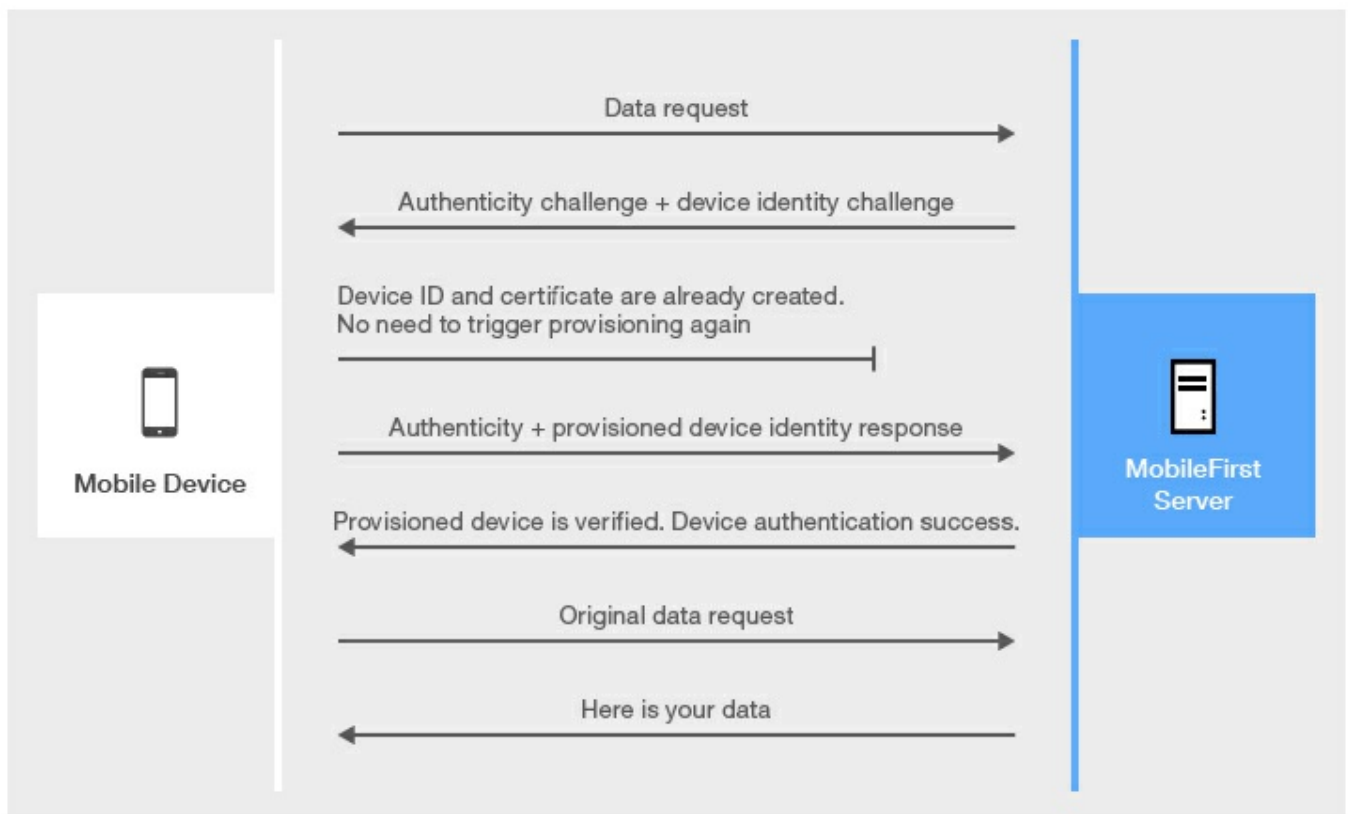 Data request
Authenticity challenge + device identity challenge
Device ID and certificate are already created.
No need to trigger provisioning again
Authenticity + provisioned device identity response
Mobile Device
MobileFirst
Server
Provisioned device is verified. Device authentication success.
Original data request
Here is your data